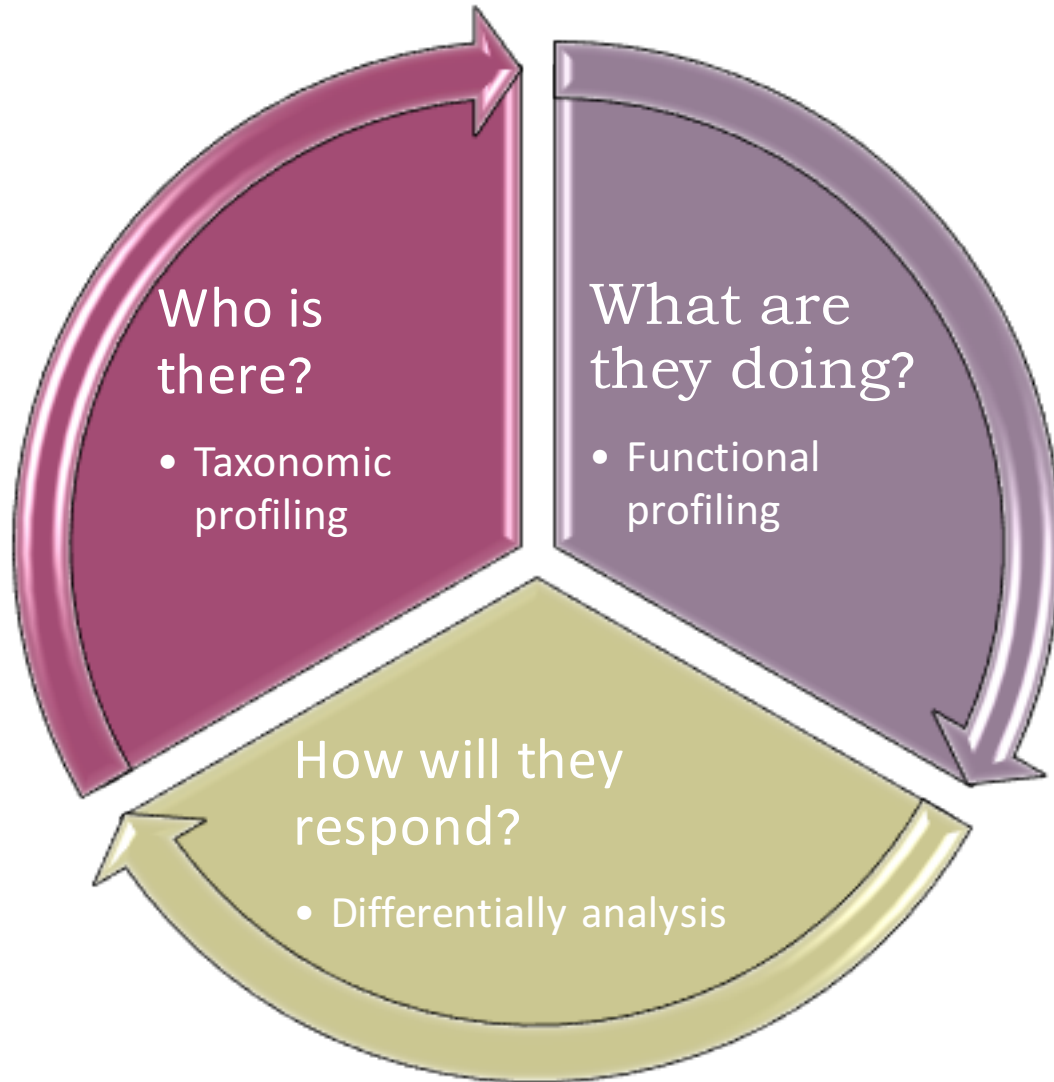 Who is
there?
• Taxonomic
profiling
What are
they doing?
• Functional
profiling
How will they
respond?
• Differentially analysis